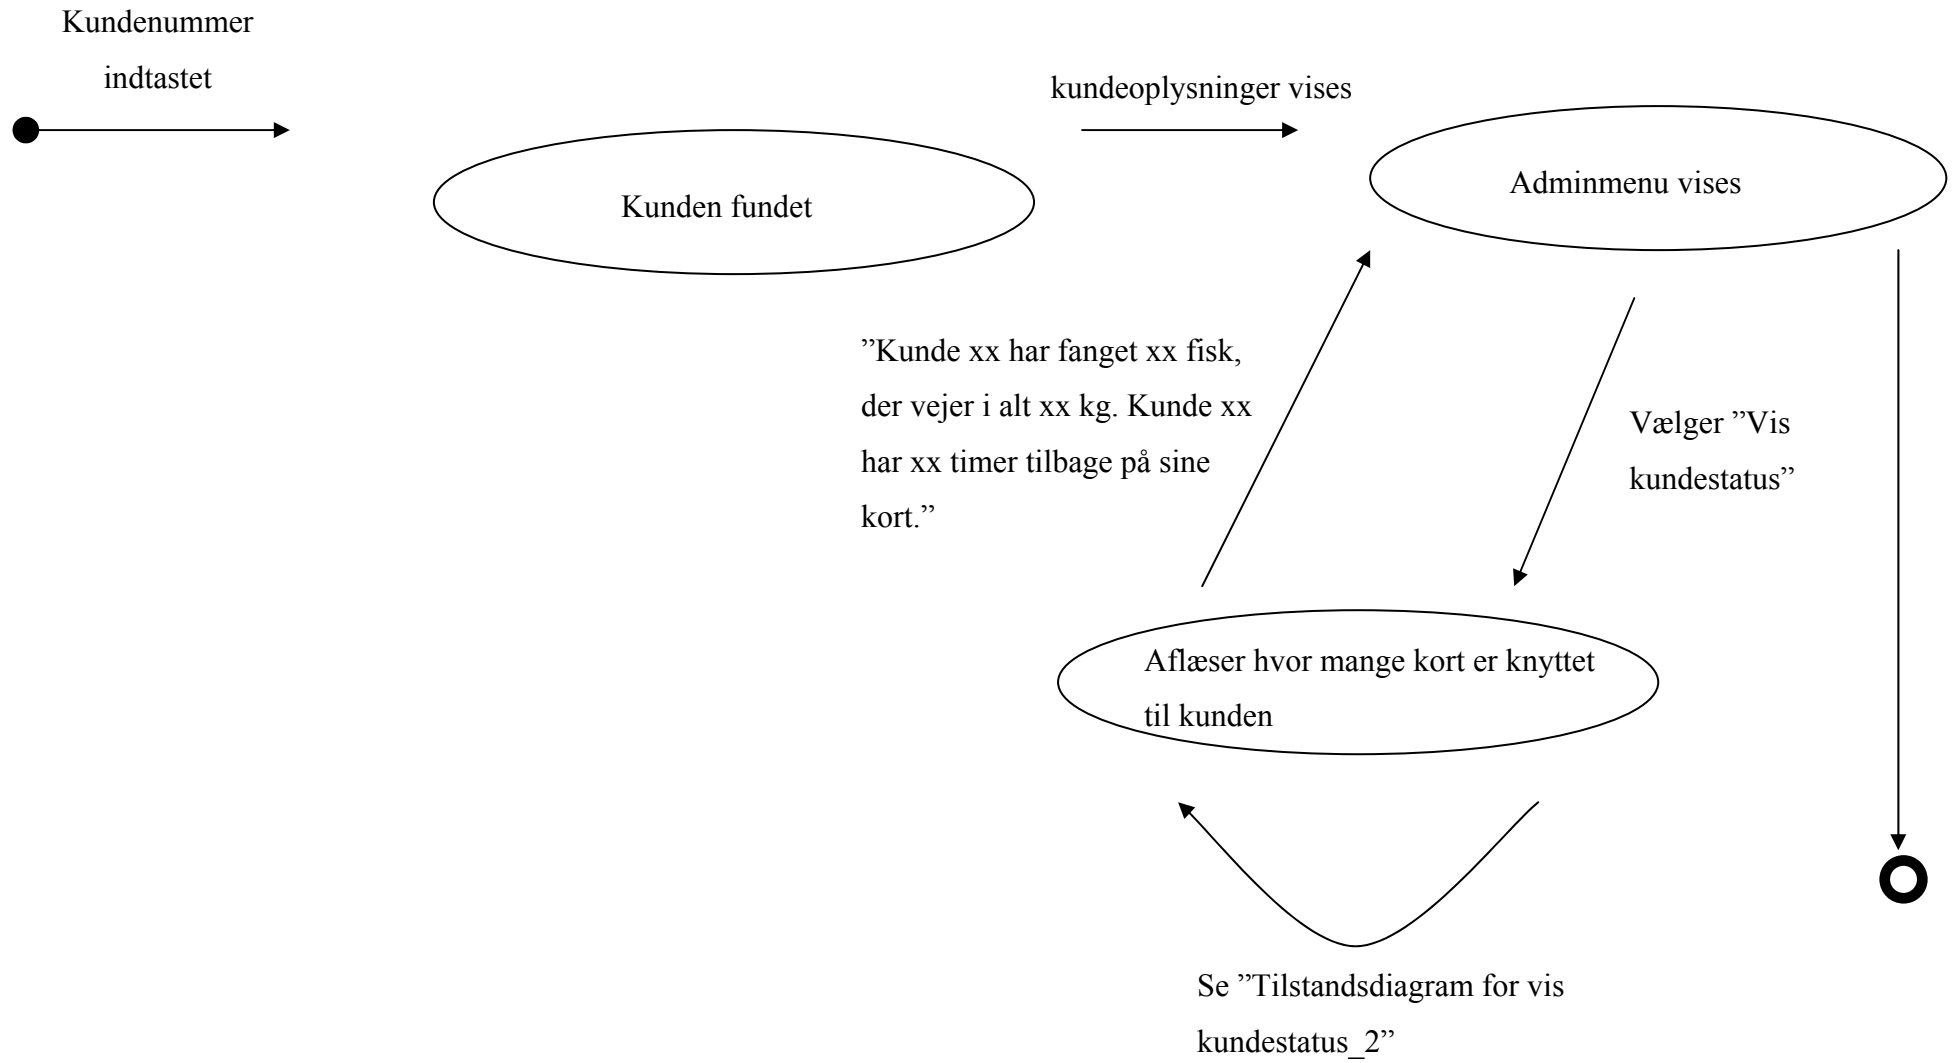 Kundenummer
indtastet
kundeoplysninger vises
Adminmenu vises
Kunden fundet
”Kunde xx har fanget xx fisk,
der vejer i alt xx kg. Kunde xx
har xx timer tilbage på sine
kort.”
Vælger ”Vis
kundestatus”
Aflæser hvor mange kort er knyttet
til kunden
Se ”Tilstandsdiagram for vis
kundestatus_2”